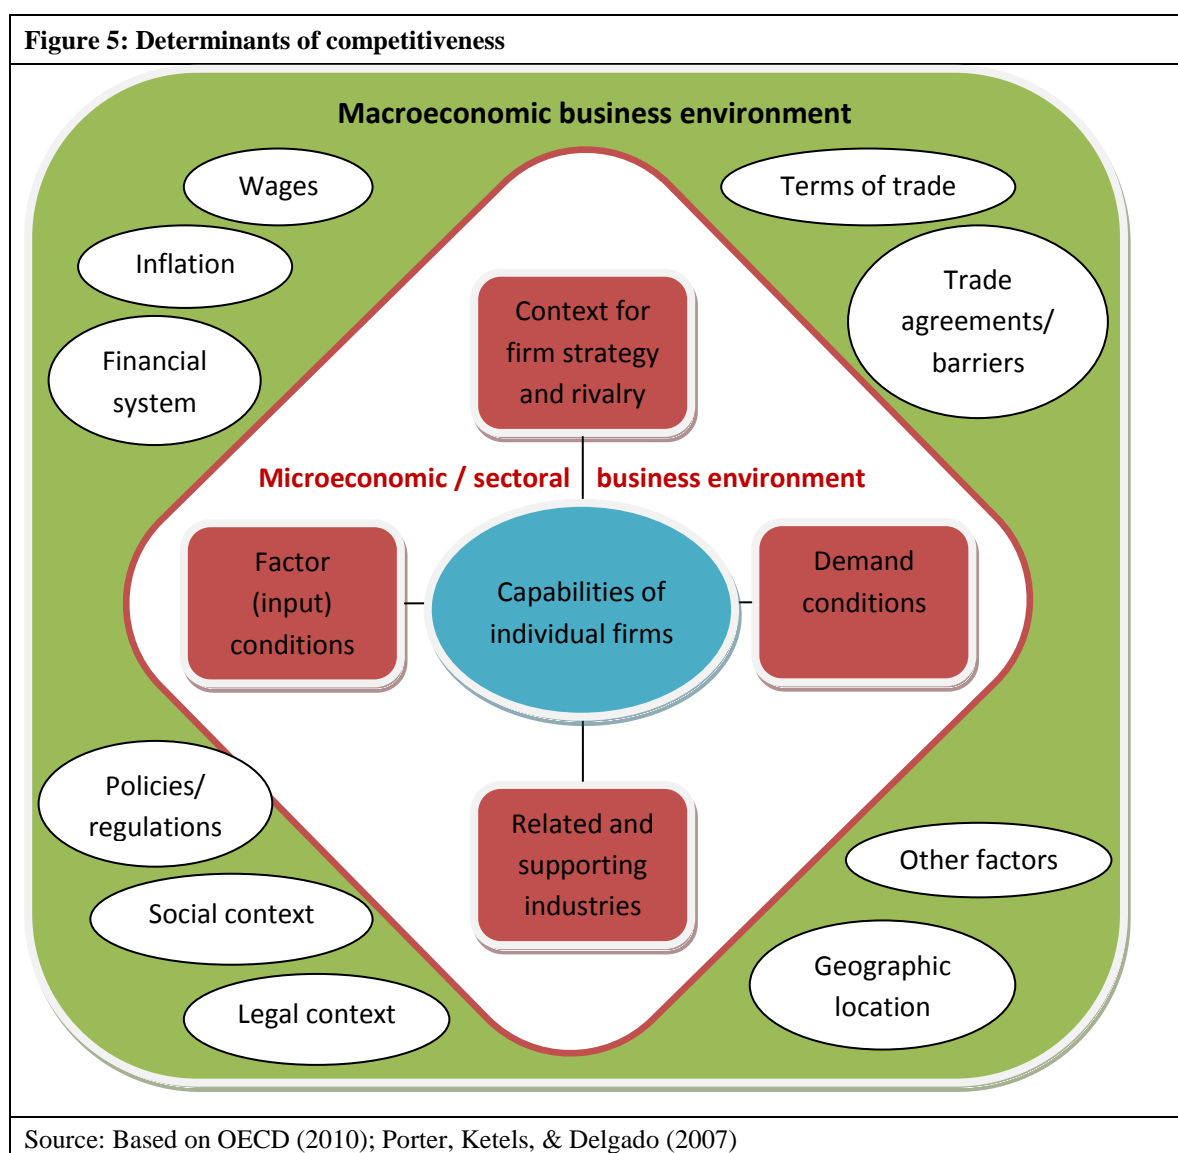 Figure 5: Determinants of competitiveness
Macroeconomic business environment
Wages
Inflation
Financial
system
Terms of trade
Trade
agreements/
barriers
Context for
firm strategy
and rivalry
Microeconomic / sectoral business environment
Factor
(input)
conditions
Capabilities of
individual firms
Demand
conditions
Related and
supporting
industries
Policies/
regulations
Social context
Legal context
Other factors
Geographic
location
Source: Based on OECD (2010); Porter, Ketels, & Delgado (2007)